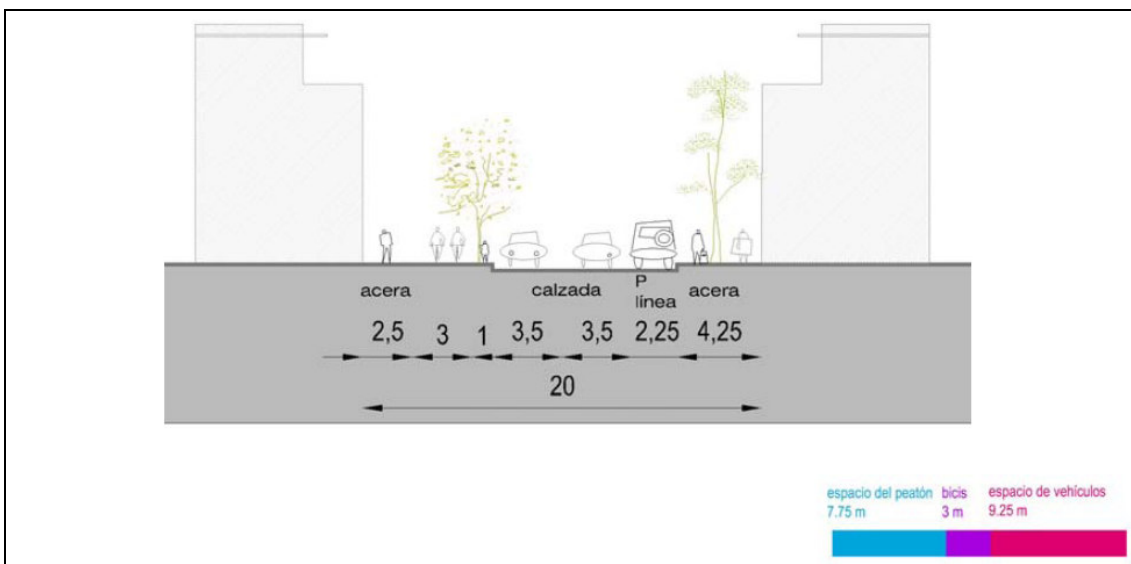 acera calzada P línea acera
2,5 3 1 3,5 3,5 2,25 4,25
20
espacio del peatón bicis espacio de vehículos
7.75 m 3 m 9.25 m